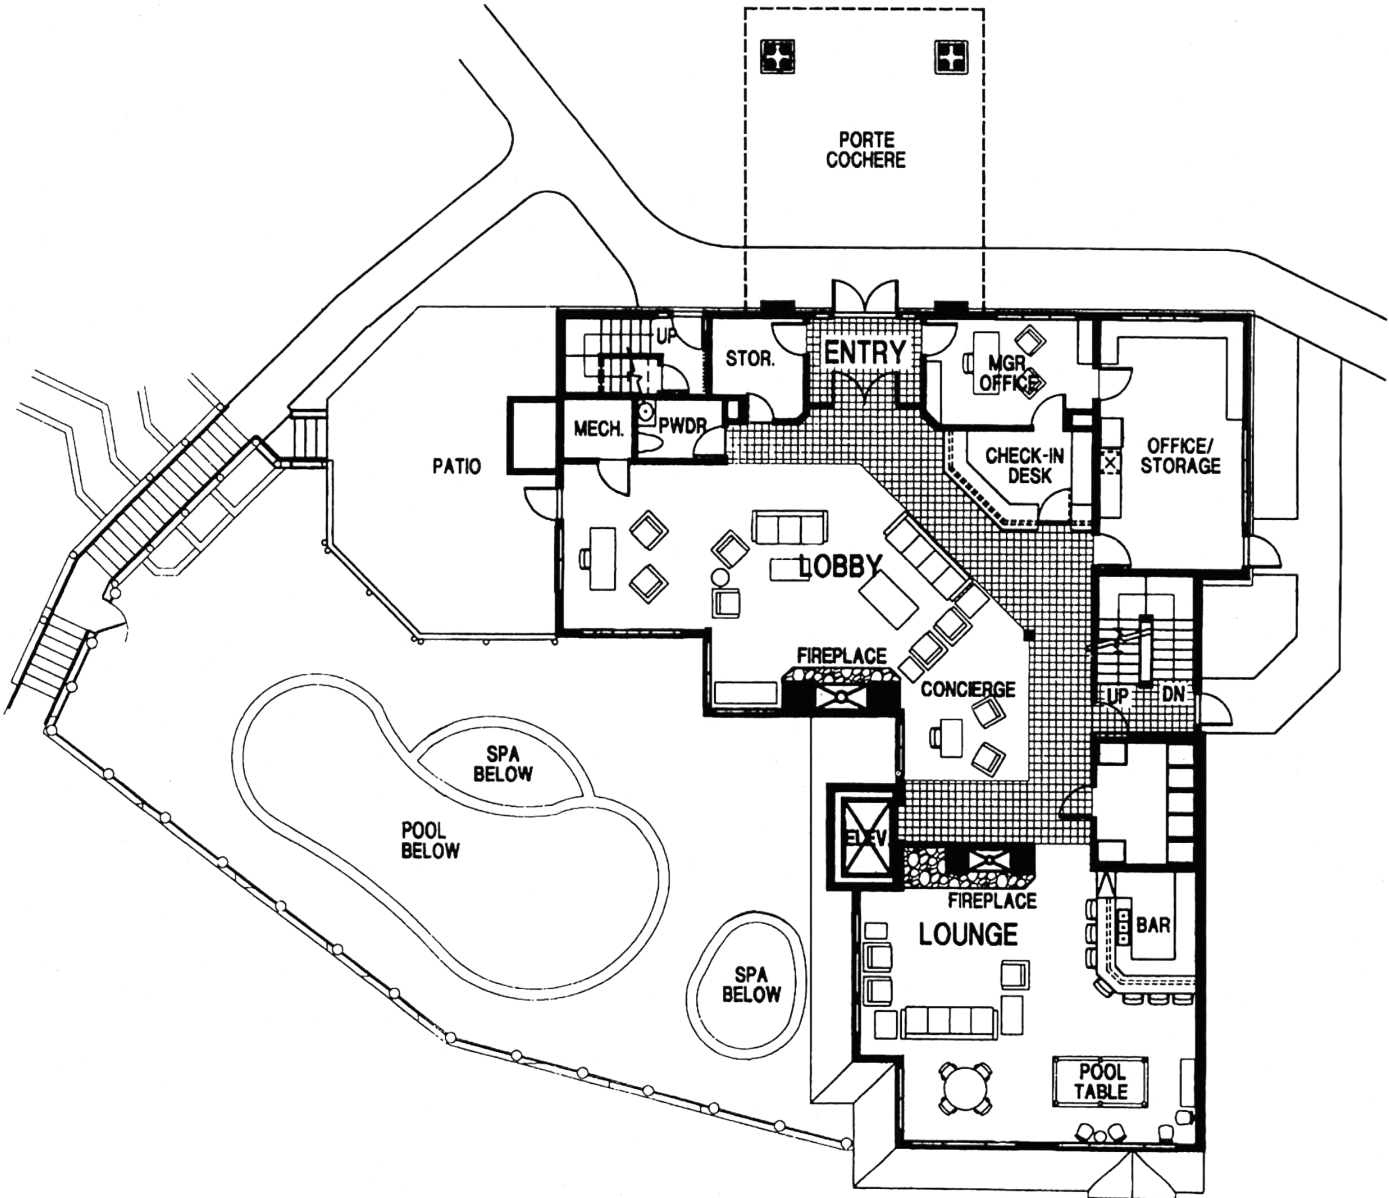 PORTE
COCHERE
UP
STOR.
ENTRY
MGR
OFFICE
MECH.
PWDR
CHECK-IN
DESK
OFFICE/
STORAGE
PATIO
LOBBY
FIREPLACE
CONCIERGE
UP
DN
SPA
BELOW
POOL
BELOW
ELEV.
FIREPLACE
LOUNGE
BAR
SPA
BELOW
POOL
TABLE